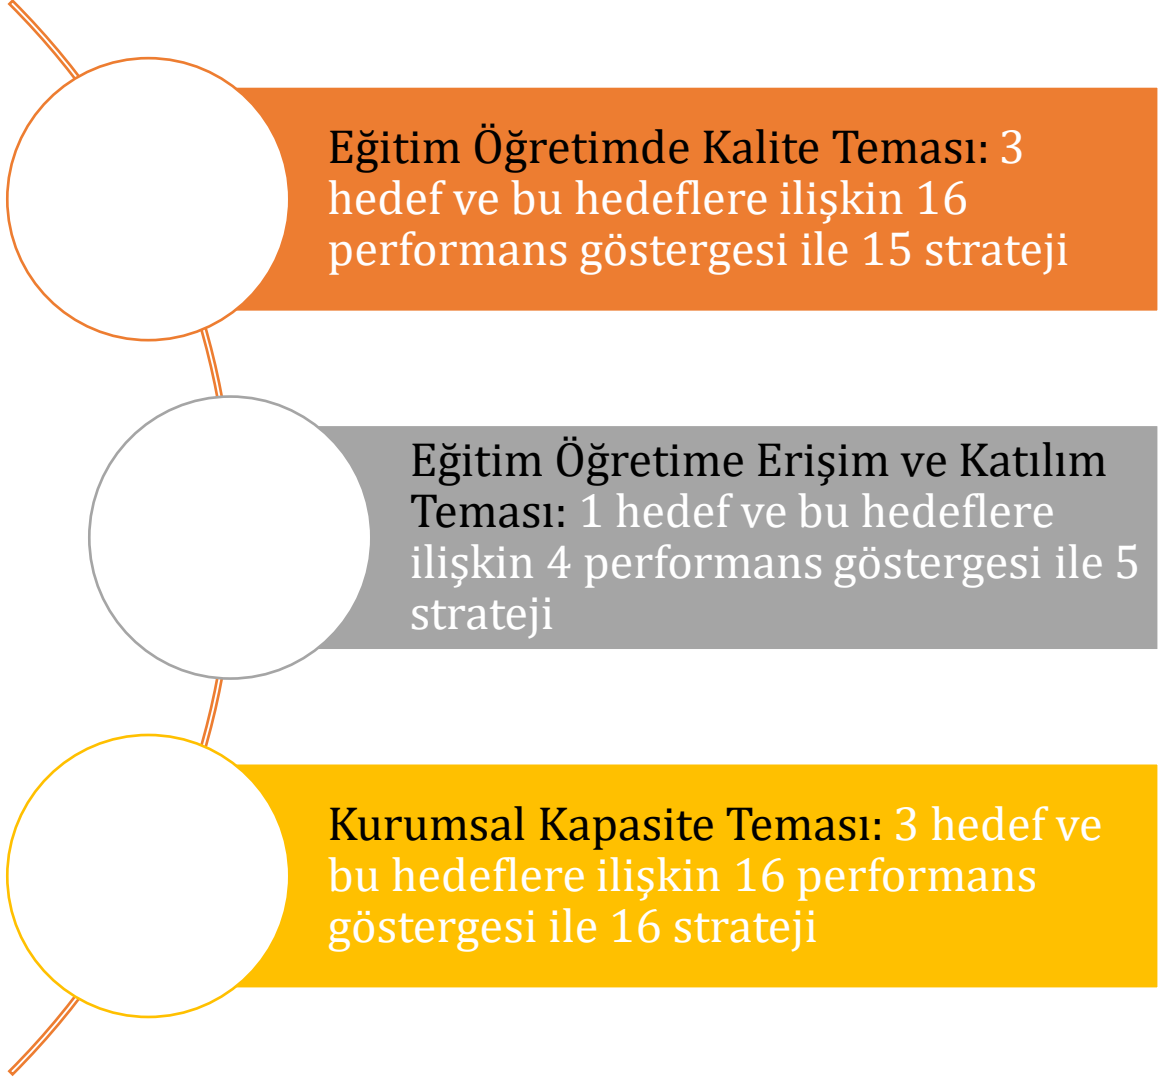 Eğitim Öğretimde Kalite Teması: 3
hedef ve bu hedeflere ilişkin 16
performans göstergesi ile 15 strateji
Eğitim Öğretime Erişim ve Katılım
Teması: 1 hedef ve bu hedeflere
ilişkin 4 performans göstergesi ile 5
strateji
Kurumsal Kapasite Teması: 3 hedef ve
bu hedeflere ilişkin 16 performans
göstergesi ile 16 strateji